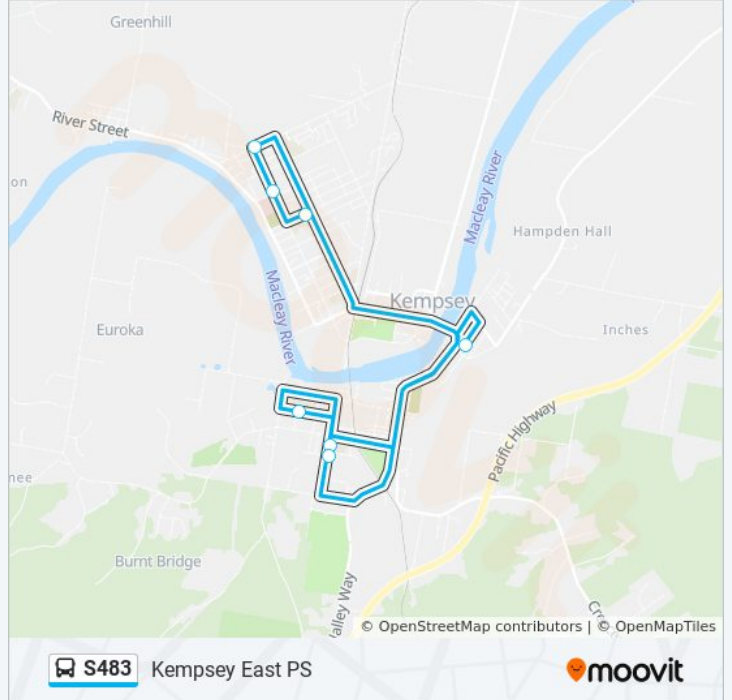 Greenhill
River Street
on
Macleay River
Hampden Hall
Macleay River
Kempsey
Euroka
Inches
Pacific Highway
nee
Burnt Bridge
alley Way
Cr
© OpenStreetMap contributors | © OpenMapTiles
S483 Kempsey East PS
moovit